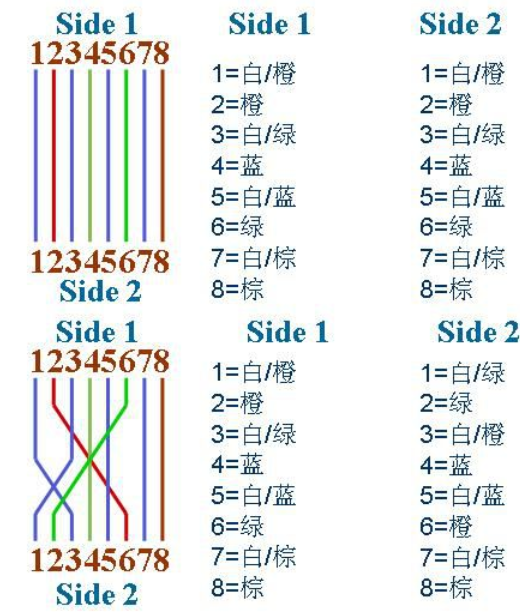 Side 1
12345678
12345678
Side 2
Side 1
1=白/橙
2=橙
3=白/绿
4=蓝
5=白/蓝
6=绿
7=白/棕
8=棕
Side 2
1=白/橙
2=橙
3=白/绿
4=蓝
5=白/蓝
6=绿
7=白/棕
8=棕
Side 1
12345678
12345678
Side 2
Side 1
1=白/橙
2=橙
3=白/绿
4=蓝
5=白/蓝
6=绿
7=白/棕
8=棕
Side 2
1=白/绿
2=绿
3=白/橙
4=蓝
5=白/蓝
6=橙
7=白/棕
8=棕